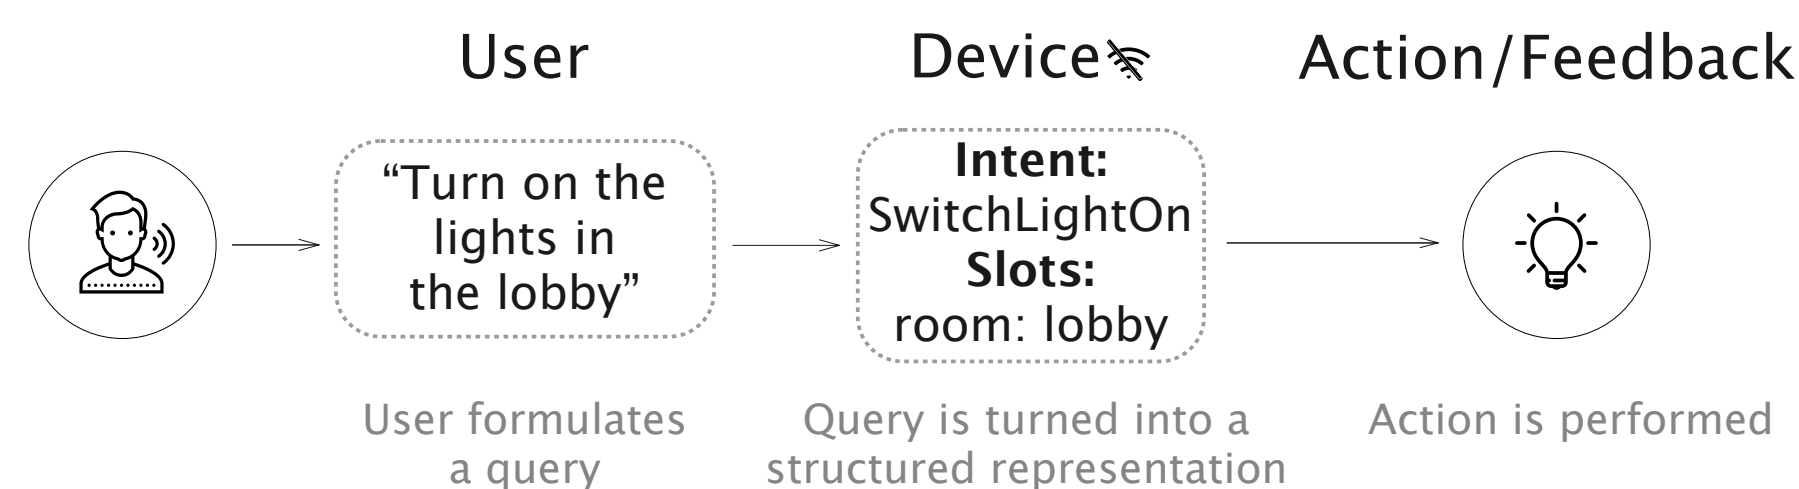 User
Device
Action/Feedback
“Turn on the
lights in
the lobby”
Intent:
SwitchLightOn
Slots:
room: lobby
User formulates
a query
Query is turned into a
structured representation
Action is performed